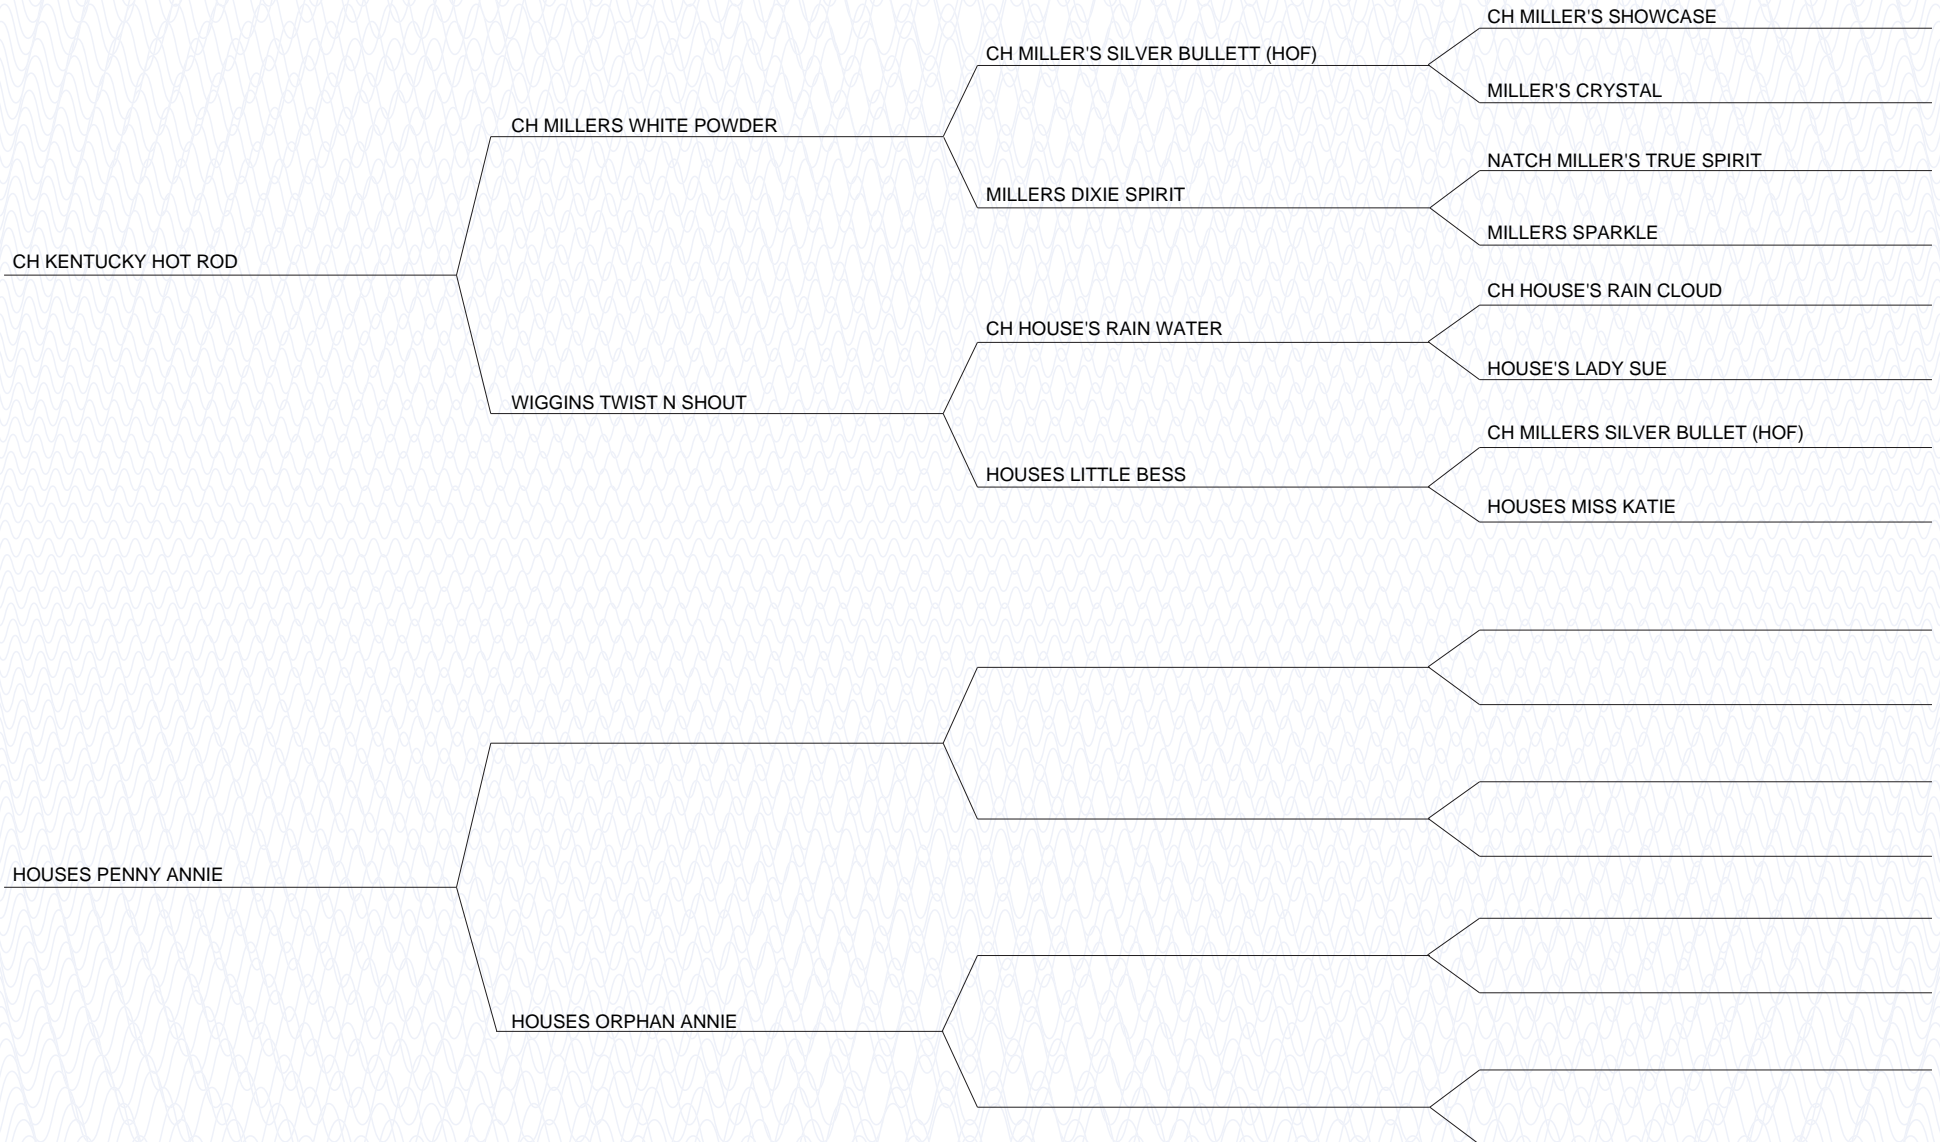 CH MILLER'S SHOWCASE
CH MILLER'S SILVER BULLETT (HOF)
MILLER'S CRYSTAL
CH MILLERS WHITE POWDER
NATCH MILLER'S TRUE SPIRIT
MILLERS DIXIE SPIRIT
MILLERS SPARKLE
CH KENTUCKY HOT ROD
CH HOUSE'S RAIN CLOUD
CH HOUSE'S RAIN WATER
HOUSE'S LADY SUE
WIGGINS TWIST N SHOUT
CH MILLERS SILVER BULLET (HOF)
HOUSES LITTLE BESS
HOUSES MISS KATIE
HOUSES PENNY ANNIE
HOUSES ORPHAN ANNIE